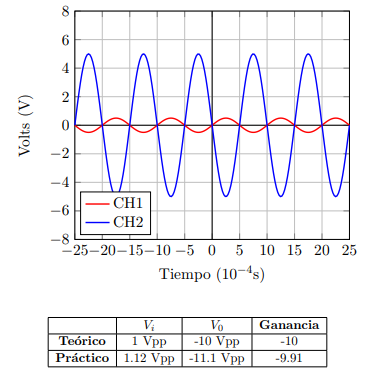 8
6
4
2
0
−2
−4
−6
−8
Volts (V)
CH1
CH2
−25−20−15−10 −5 0 5 10 15 20 25
Tiempo (10⁻⁴s)
Vᵢ V₀ Ganancia
Teórico 1 Vpp -10 Vpp -10
Práctico 1.12 Vpp -11.1 Vpp -9.91